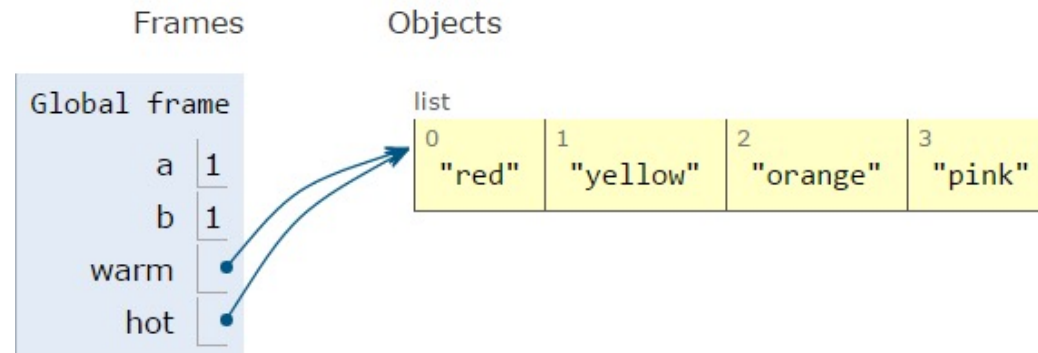 Frames Objects
Global frame
list
a 1
b 1
warm
hot
0 1 2 3
"red" "yellow" "orange" "pink"